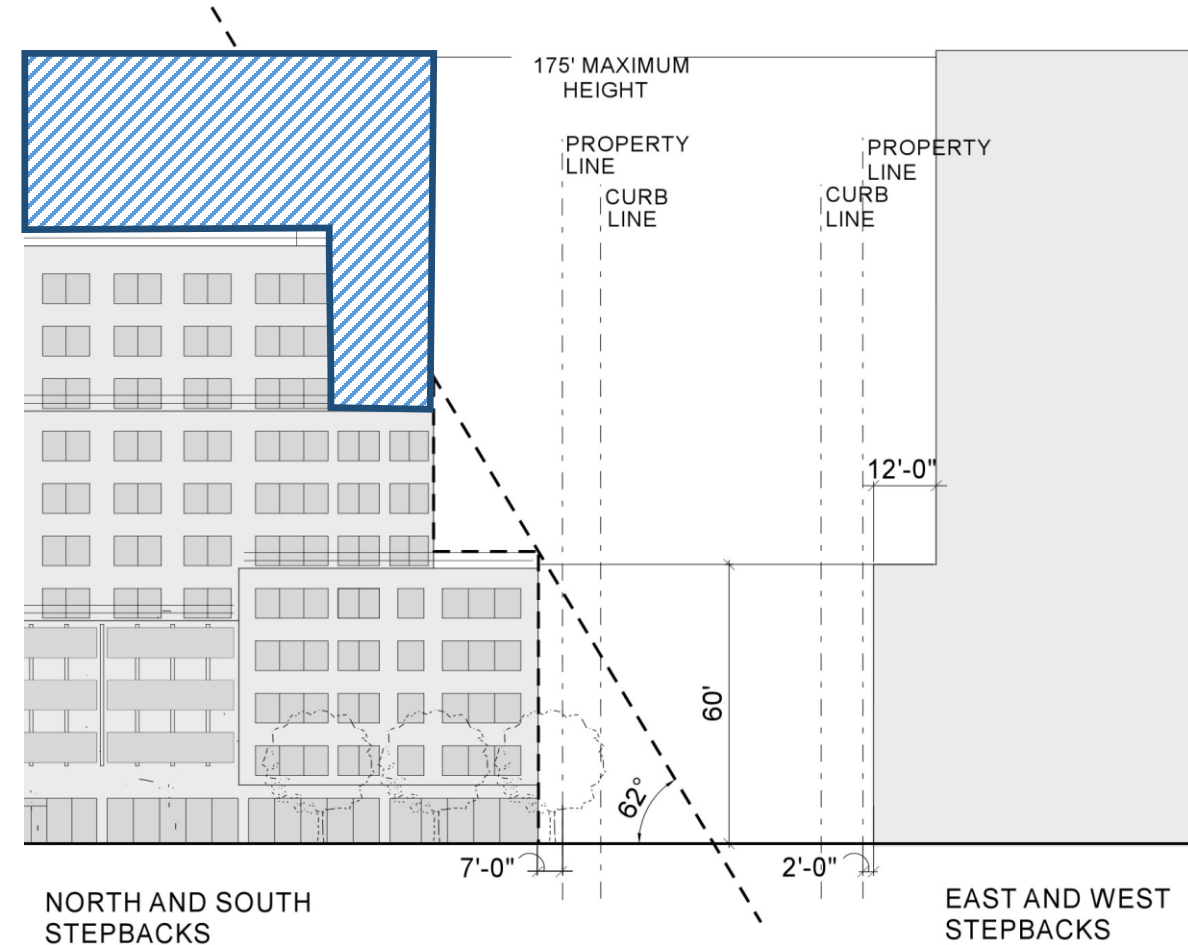 175' MAXIMUM
HEIGHT
PROPERTY
LINE
PROPERTY
LINE
CURB
LINE
CURB
LINE
12'-0"
60'
62°
7'-0"
2'-0"
NORTH AND SOUTH
STEPBACKS
EAST AND WEST
STEPBACKS